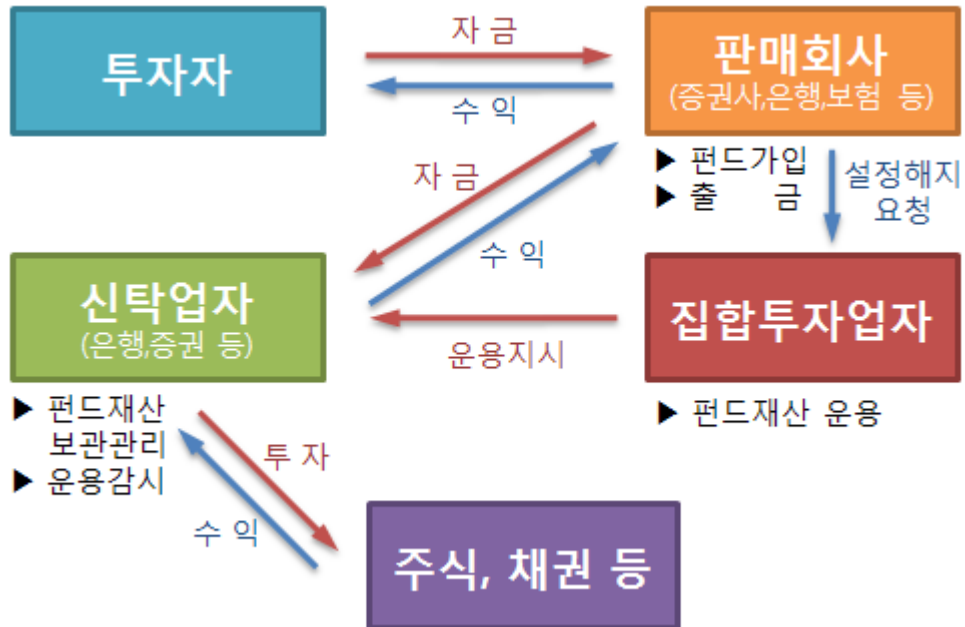 투자자
자 금
수 익
판매회사
(증권사,은행,보험 등)
▶ 펀드가입
▶ 출 금
설정해지
요청
자 금
수 익
신탁업자
(은행,증권 등)
운용지시
집합투자업자
▶ 펀드재산
보관관리
▶ 운용감시
▶ 펀드재산 운용
투 자
수 익
주식, 채권 등